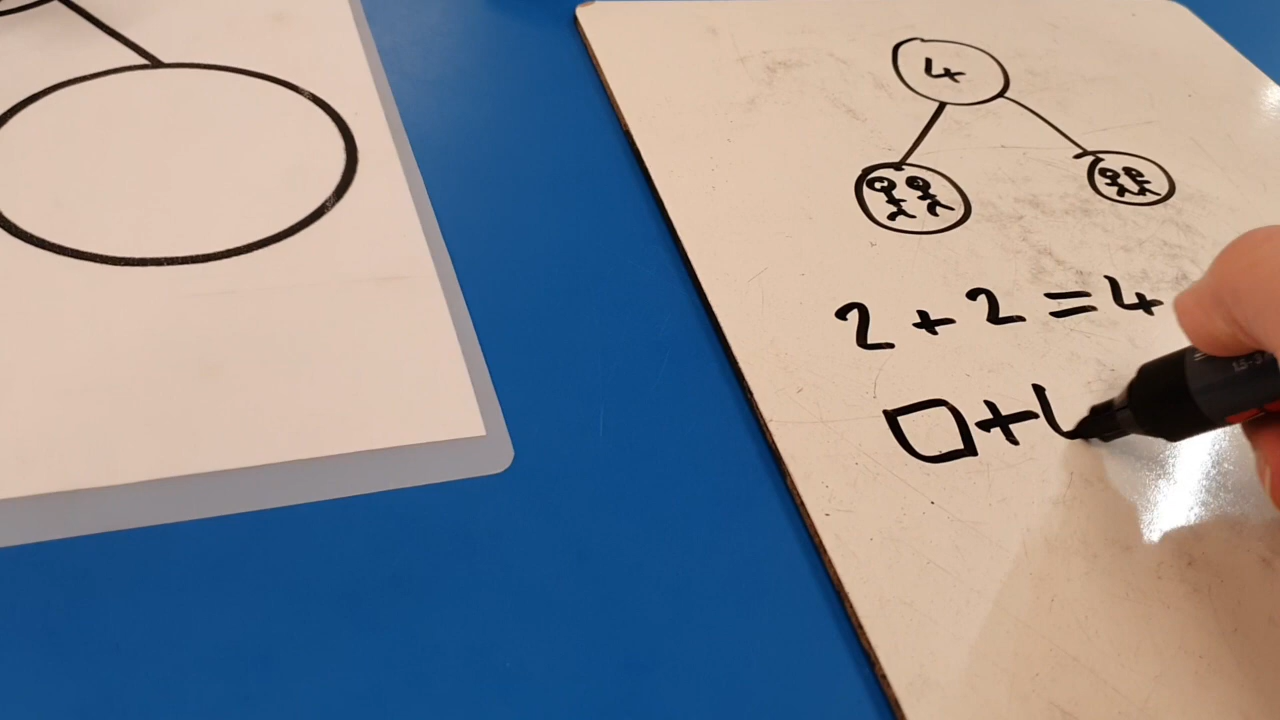 4
2 + 2 = 4
□ +